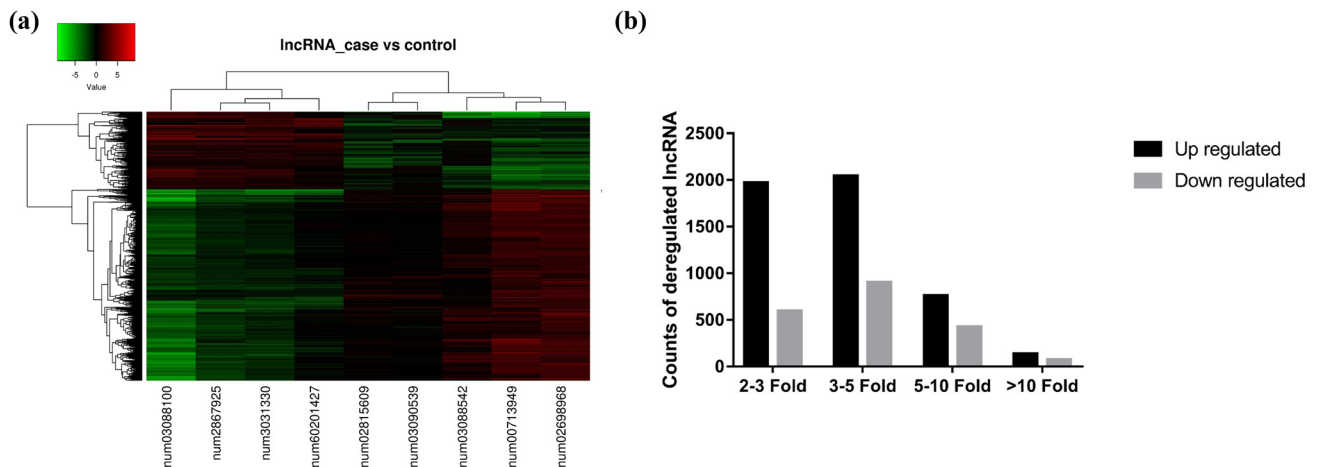 (a)
lncRNA_case vs control
-5 0 5
Value
num03088100
num2867925
num3031330
num60201427
num02815609
num03090539
num03088542
num00713949
num02698968
(b)
Counts of deregulated lncRNA
2500
2000
1500
1000
500
0
2-3 Fold
3-5 Fold
5-10 Fold
>10 Fold
Up regulated
Down regulated